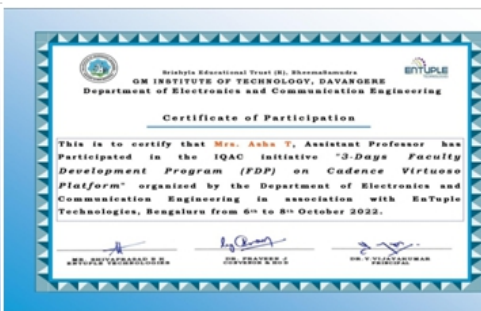 ENTUPLE
Srishyla Educational Trust (R), Bheemasamudra
GM INSTITUTE OF TECHNOLOGY, DAVANGERE
Department of Electronics and Communication Engineering
Certificate of Participation
This is to certify that Mrs. Asha T, Assistant Professor has
Participated in the IQAC initiative "3-Days Faculty
Development Program (FDP) on Cadence Virtuoso
Platform" organized by the Department of Electronics and
Communication Engineering in association with EnTuple
Technologies, Bengaluru from 6th to 8th October 2022.
MR. SHIVAPRASAD B K
ENTUPLE TECHNOLOGIES
DR. PRAVEEN J
CONVENOR & HOD
DR. Y. VIJAYAKUMAR
PRINCIPAL